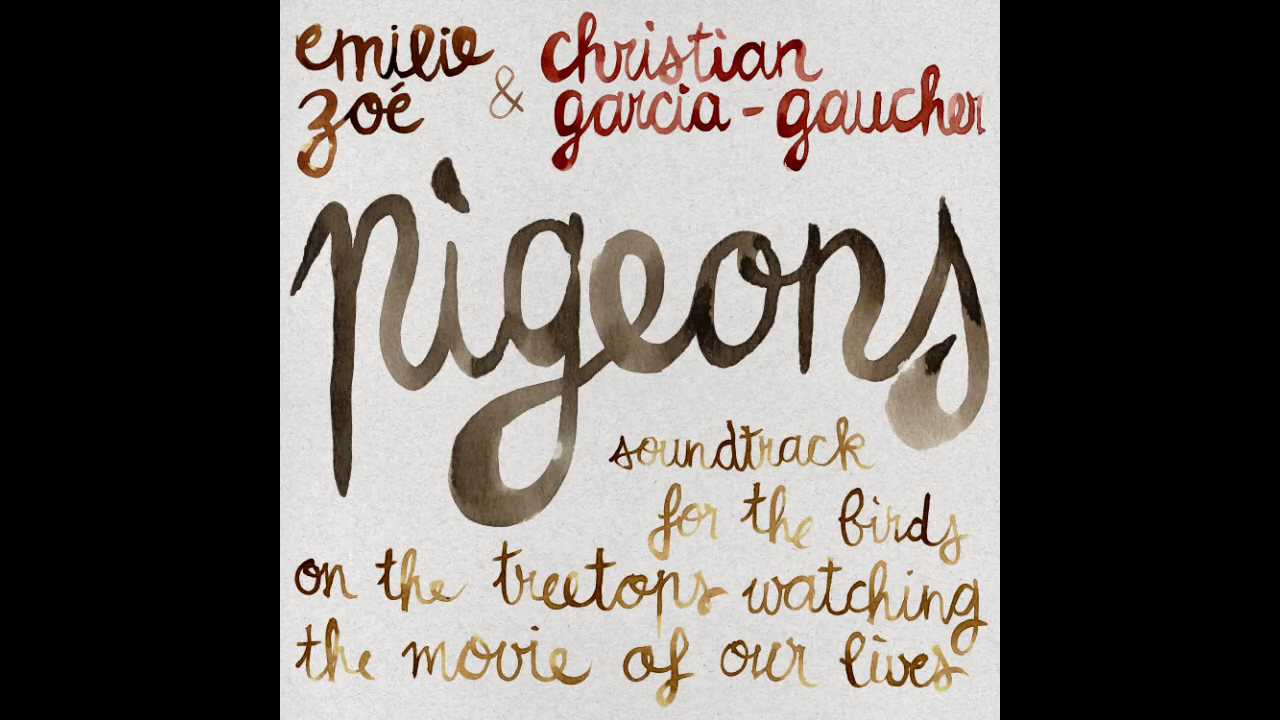 emilie zoé & christian garcia-gaucher
pigeons
soundtrack
for the birds
on the treetops watching
the movie of our lives